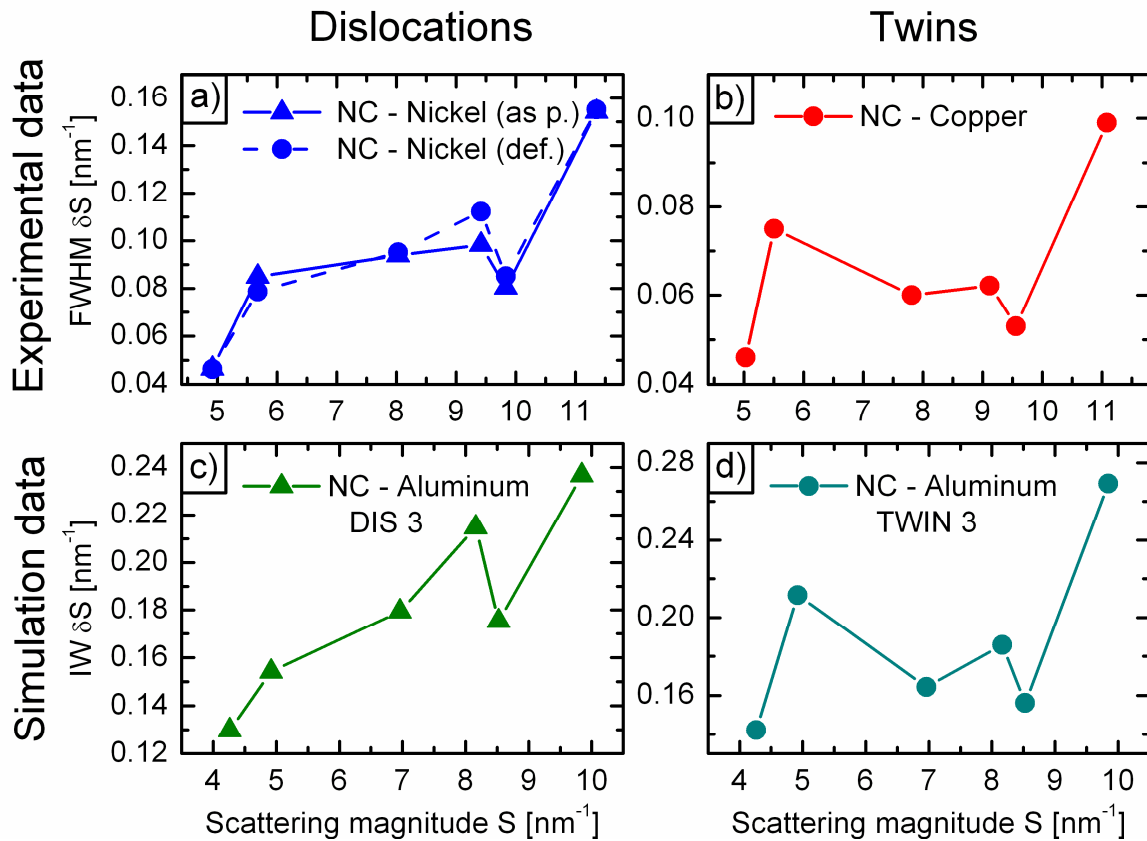 Dislocations
Twins
Experimental data
Simulation data
a)
NC - Nickel (as p.)
NC - Nickel (def.)
FWHM δS [nm⁻¹]
0.16
0.14
0.12
0.10
0.08
0.06
0.04
5 6 7 8 9 10 11
b)
NC - Copper
0.10
0.08
0.06
0.04
5 6 7 8 9 10 11
c)
NC - Aluminum
DIS 3
IW δS [nm⁻¹]
0.24
0.22
0.20
0.18
0.16
0.14
0.12
4 5 6 7 8 9 10
Scattering magnitude S [nm⁻¹]
d)
NC - Aluminum
TWIN 3
0.28
0.24
0.20
0.16
4 5 6 7 8 9 10
Scattering magnitude S [nm⁻¹]